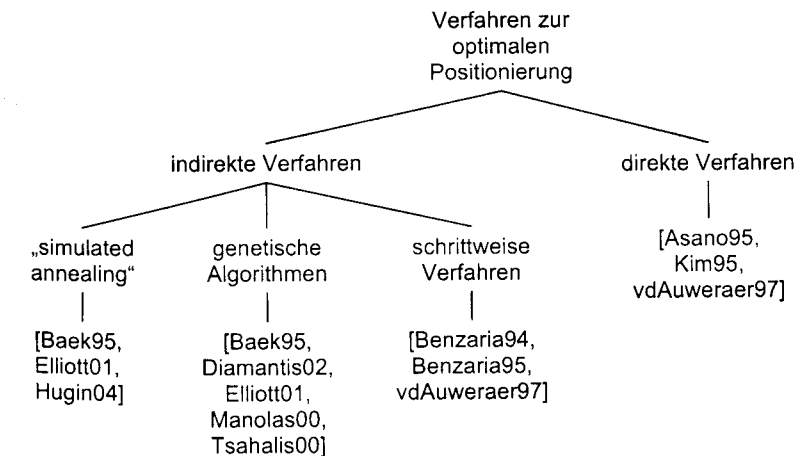 Verfahren zur
optimalen
Positionierung
indirekte Verfahren
direkte Verfahren
„simulated
annealing“
genetische
Algorithmen
schrittweise
Verfahren
[Asano95,
Kim95,
vdAuweraer97]
[Baek95,
Elliott01,
Hugin04]
[Baek95,
Diamantis02,
Elliott01,
Manolas00,
Tsahalis00]
[Benzaria94,
Benzaria95,
vdAuweraer97]